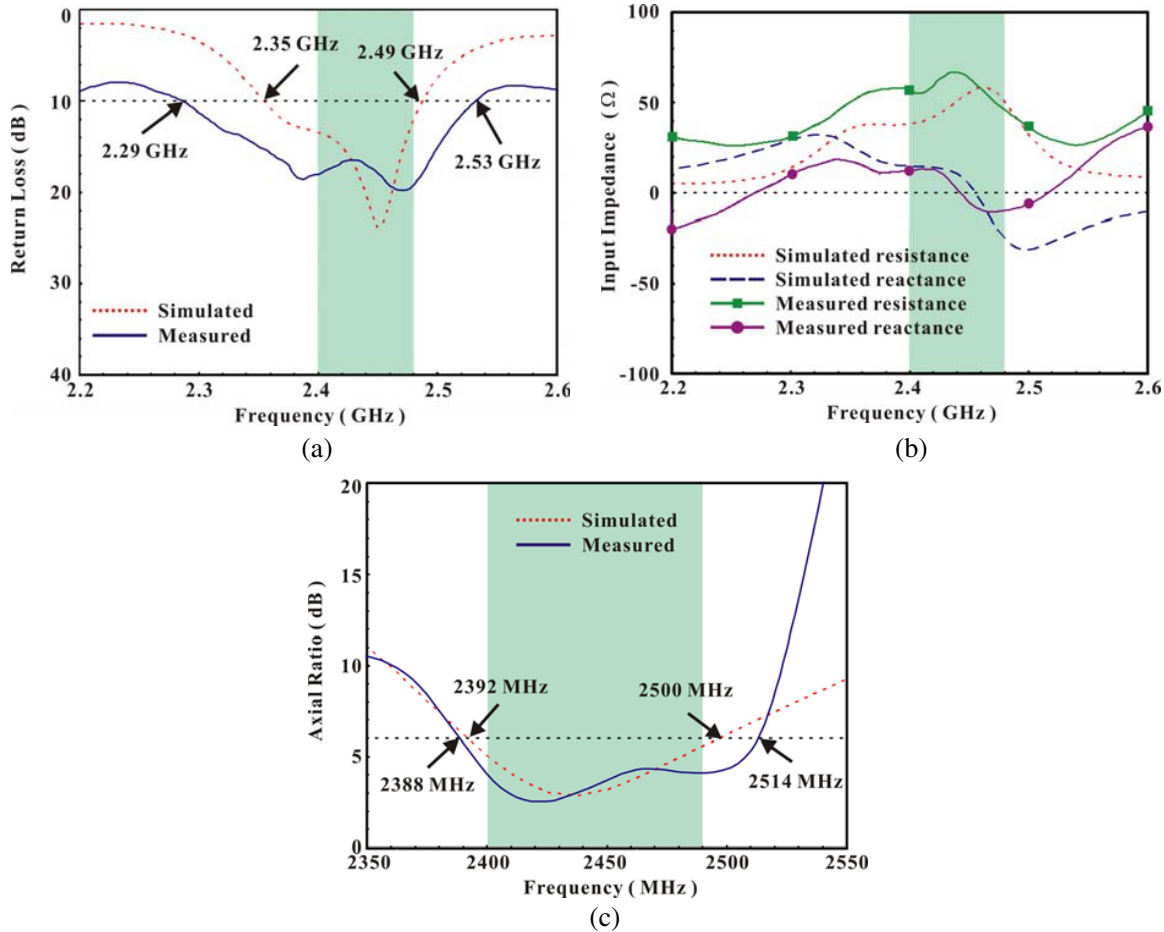 0
10
20
30
40
Return Loss ( dB )
2.35 GHz
2.49 GHz
2.29 GHz
2.53 GHz
Simulated
Measured
2.2 2.3 2.4 2.5 2.6
Frequency ( GHz )
(a)
100
50
0
-50
-100
Input Impedance ( Ω )
Simulated resistance
Simulated reactance
Measured resistance
Measured reactance
2.2 2.3 2.4 2.5 2.6
Frequency ( GHz )
(b)
20
15
10
5
0
Axial Ratio ( dB )
Simulated
Measured
2392 MHz
2500 MHz
2388 MHz
2514 MHz
2350 2400 2450 2500 2550
Frequency ( MHz )
(c)